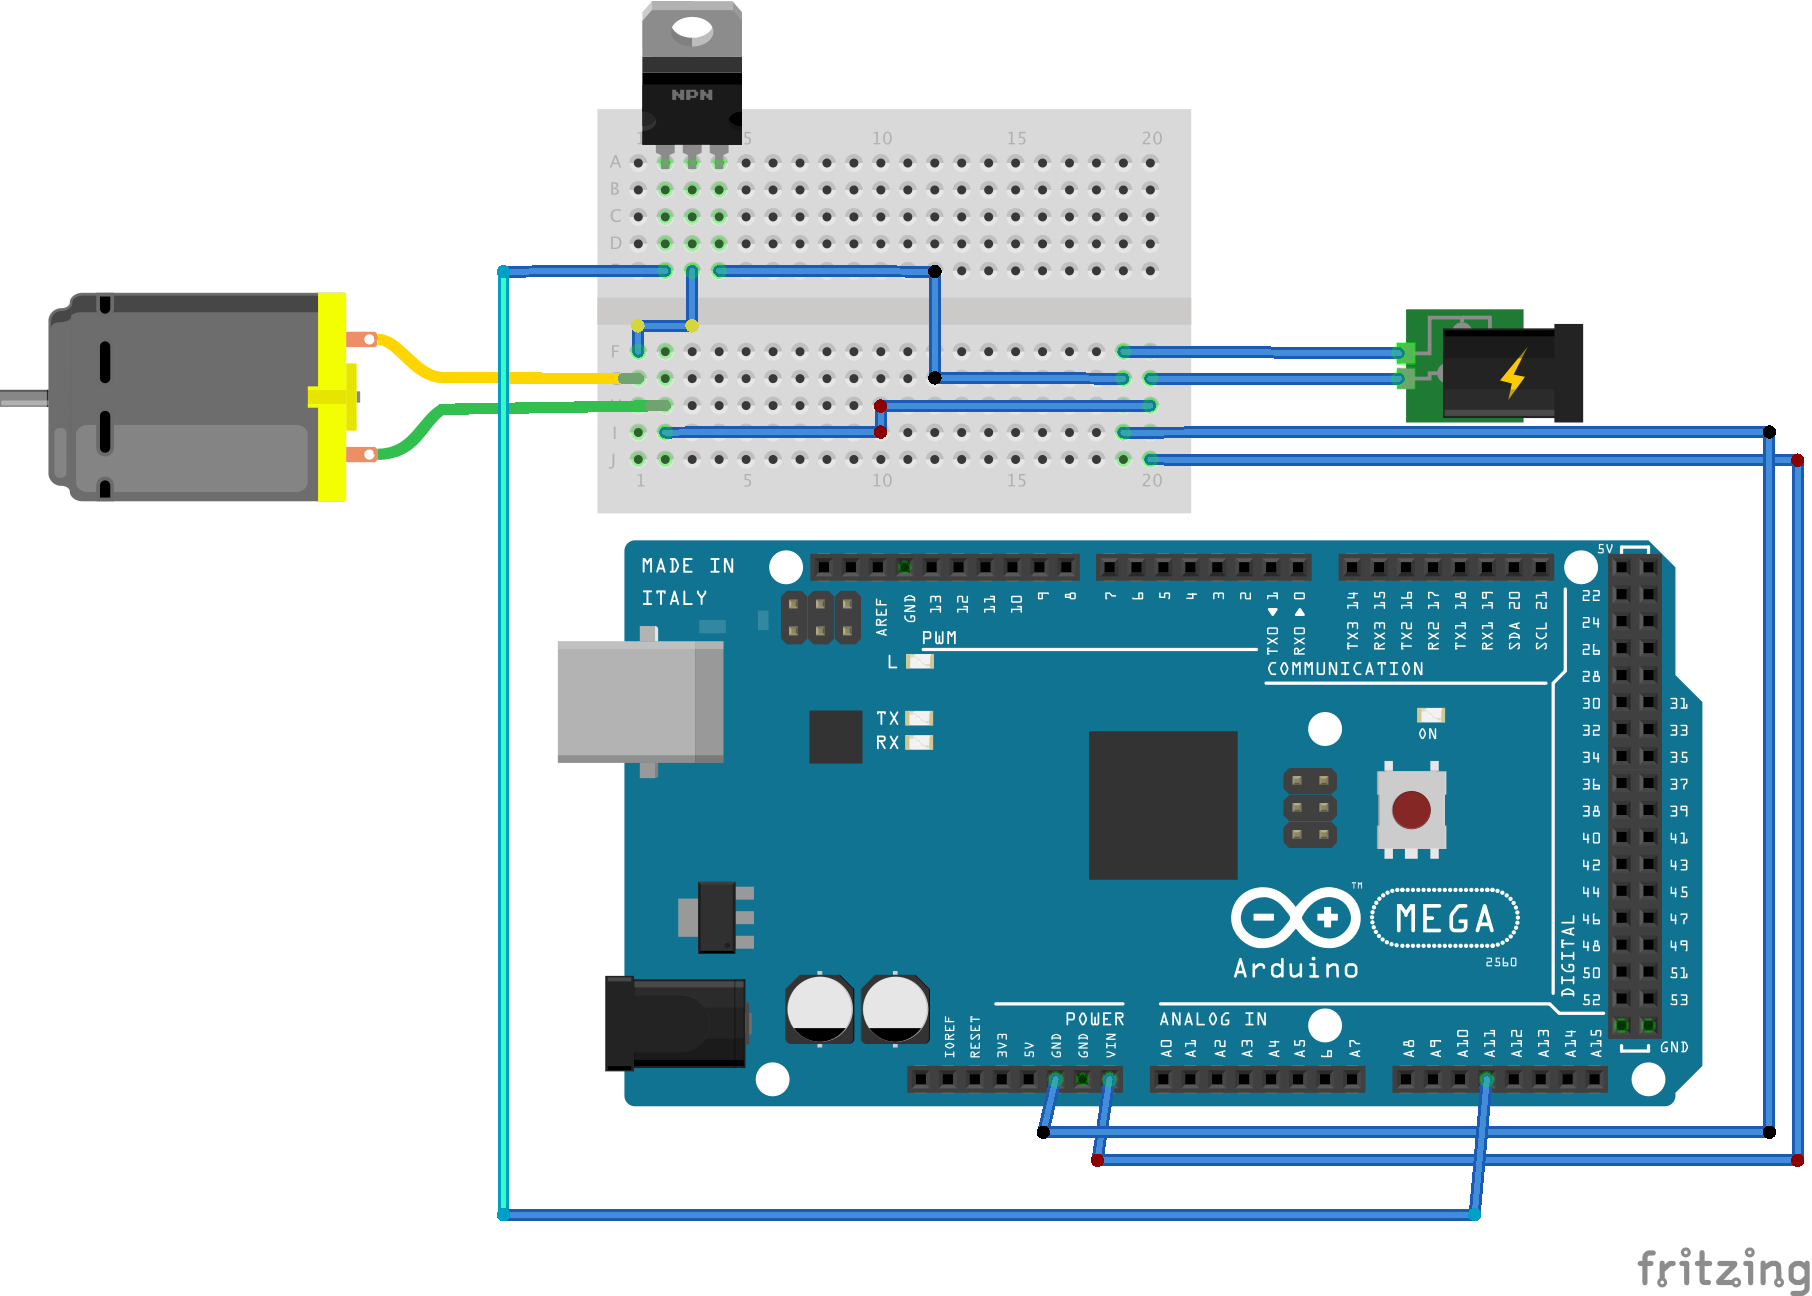 NPN
1 5 10 15 20
A
B
C
D
F
I
J
1 5 10 15 20
MADE IN
ITALY
AREF
GND
13
12
11
10
9
8
7
6
5
4
3
2
TX0 1
RX0 0
TX3 14
RX3 15
TX2 16
RX2 17
TX1 18
RX1 19
SDA 20
SCL 21
PWM
COMMUNICATION
L
TX
RX
ON
5V
22
24
26
28
30 31
32 33
34 35
36 37
38 39
40 41
42 43
44 45
46 47
48 49
50 51
52 53
GND
DIGITAL
TM
MEGA
Arduino
2560
POWER
ANALOG IN
IOREF
RESET
3V3
5V
GND
GND
VIN
A0
A1
A2
A3
A4
A5
6
A7
A8
A9
A10
A11
A12
A13
A14
A15
fritzing